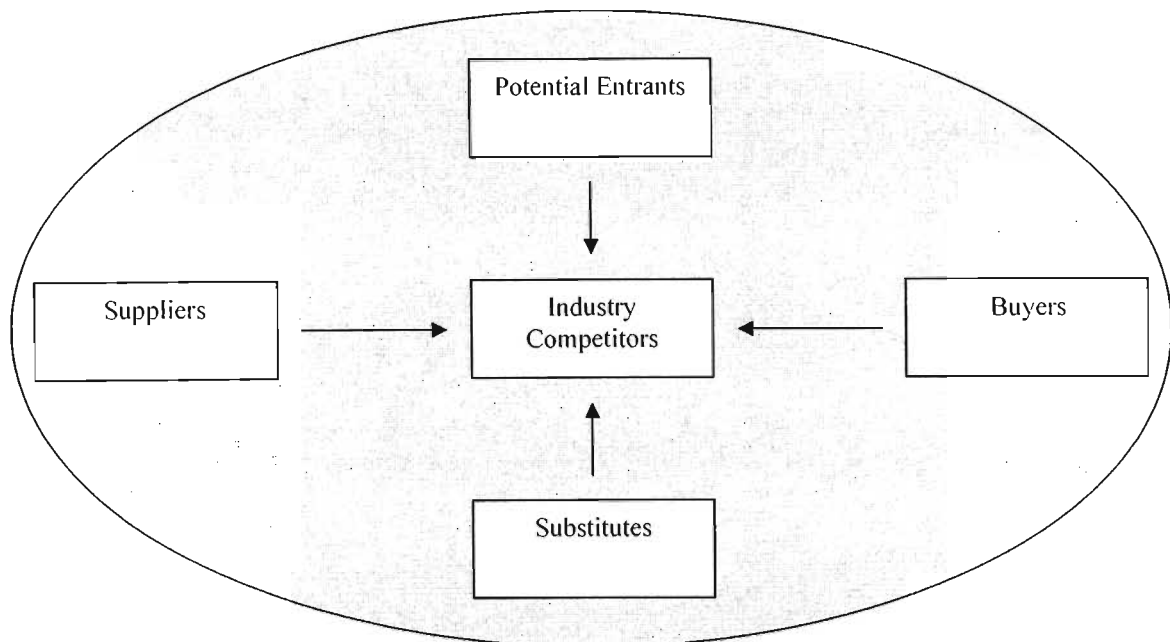 Potential Entrants
Suppliers
Industry
Competitors
Buyers
Substitutes